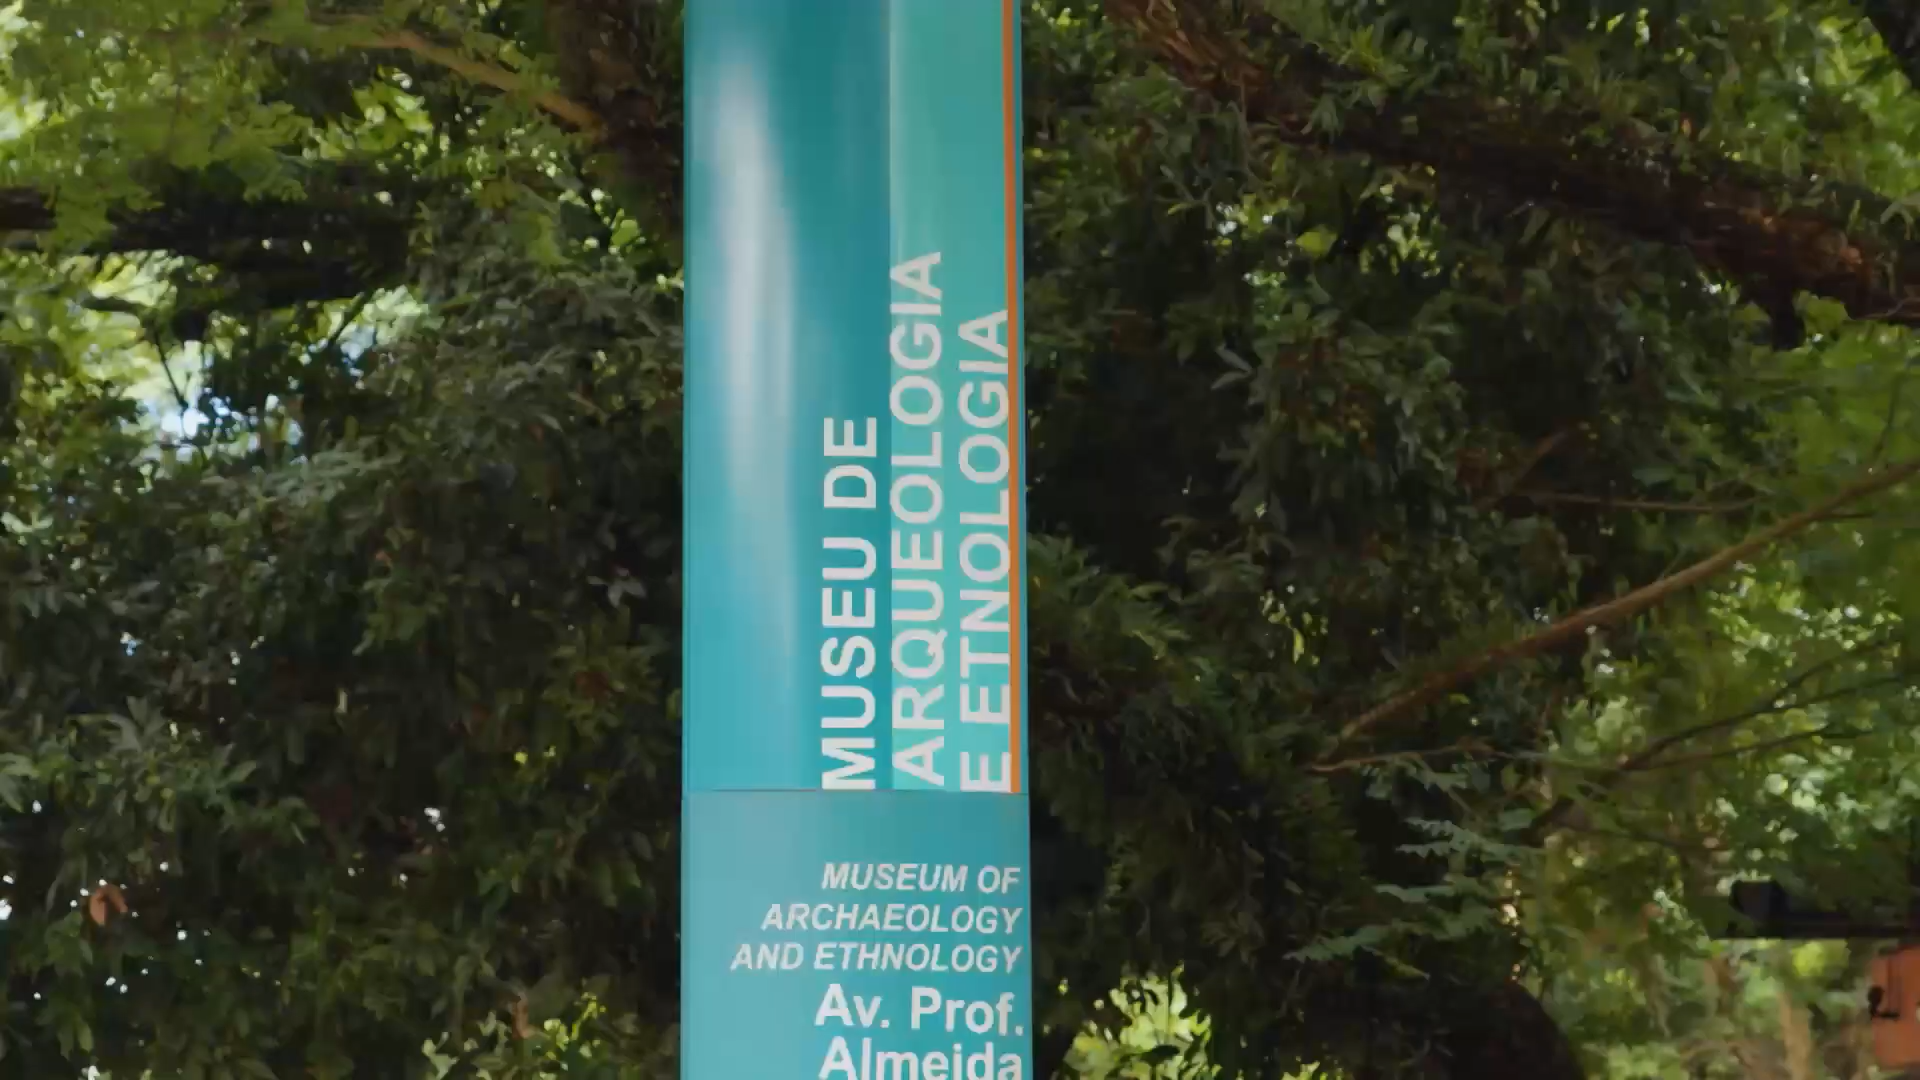 MUSEU DE
ARQUEOLOGIA
E ETNOLOGIA
MUSEUM OF
ARCHAEOLOGY
AND ETHNOLOGY
Av. Prof.
Almeida